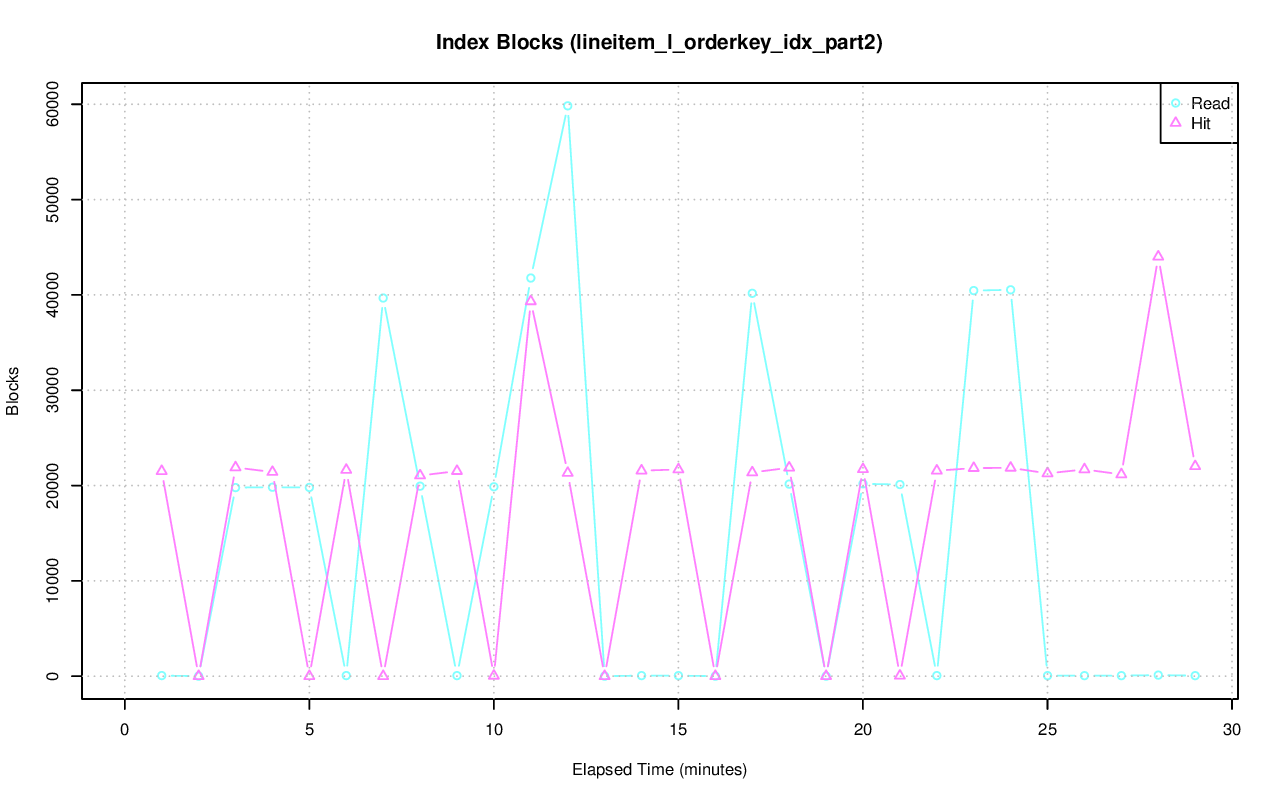 Index Blocks (lineitem_l_orderkey_idx_part2)
Read
Hit
60000
50000
40000
30000
20000
10000
0
Blocks
0 5 10 15 20 25 30
Elapsed Time (minutes)